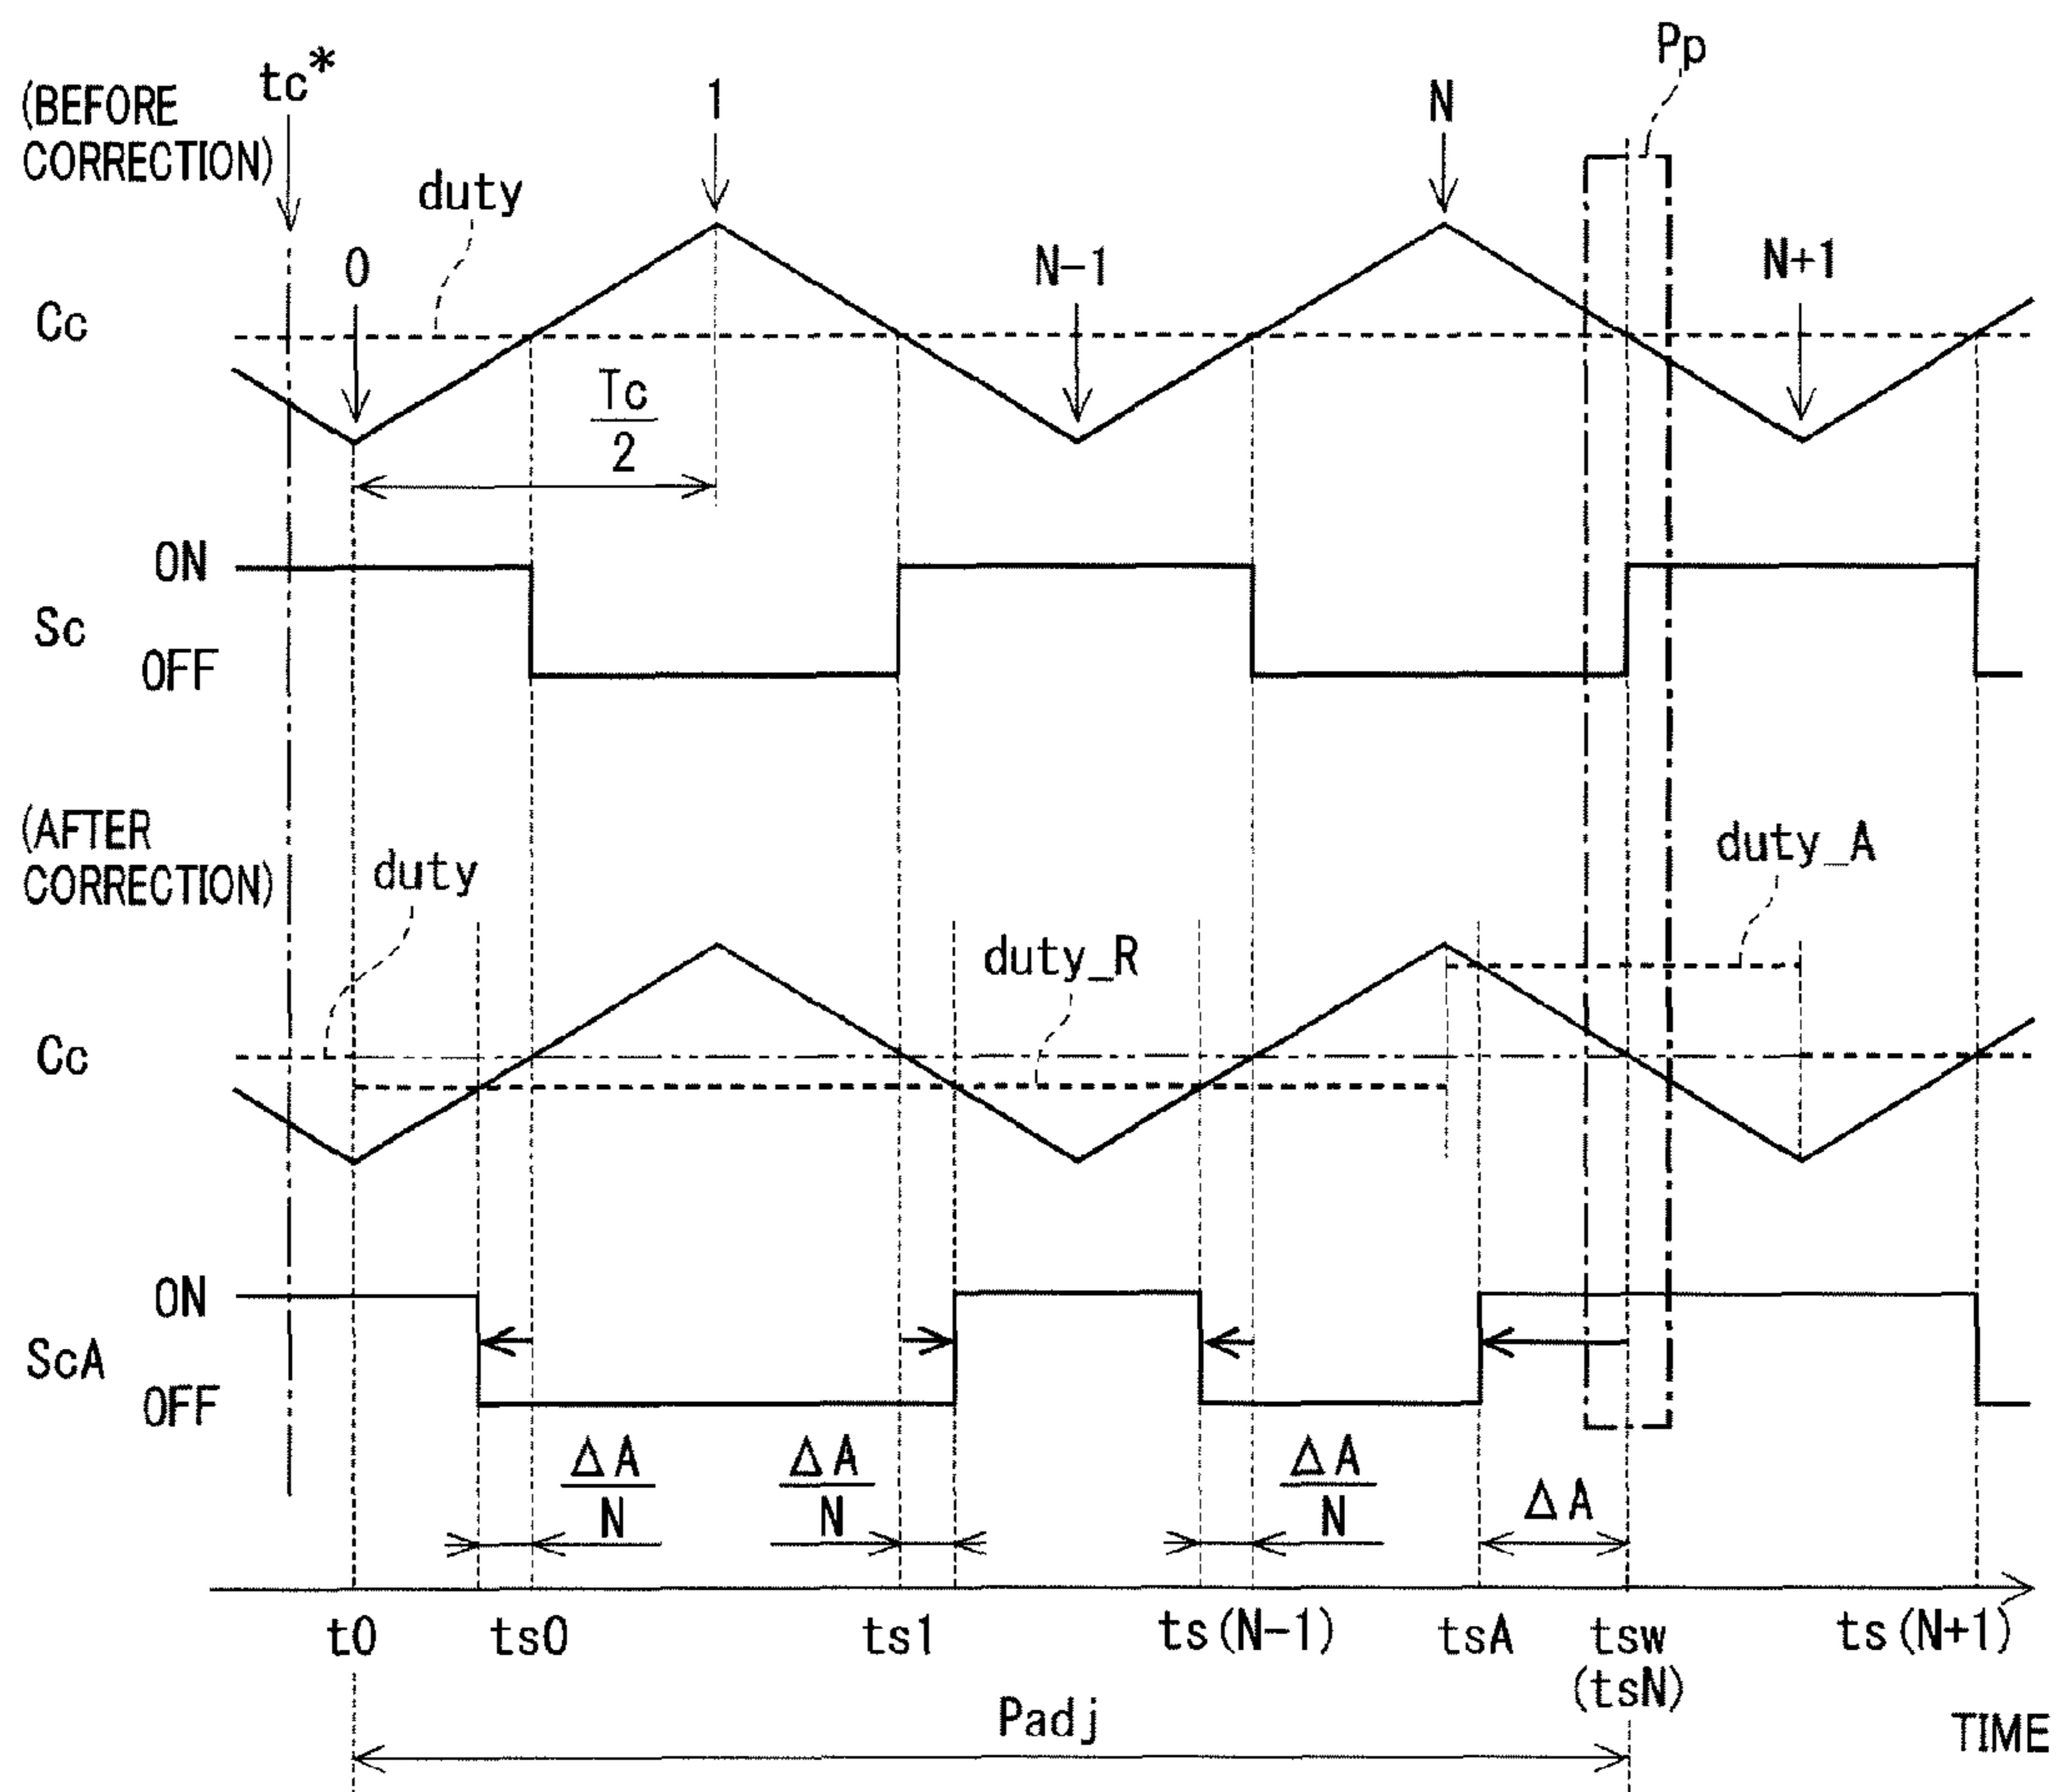 Pp
tc*
(BEFORE
CORRECTION)
1
N
duty
0
N-1
N+1
Cc
Tc
2
ON
Sc
OFF
(AFTER
CORRECTION)
duty
duty_A
duty_R
Cc
ON
ScA
OFF
ΔA
N
ΔA
N
ΔA
N
ΔA
t0
ts0
ts1
ts(N-1)
tsA
tsw
(tsN)
ts(N+1)
Padj
TIME